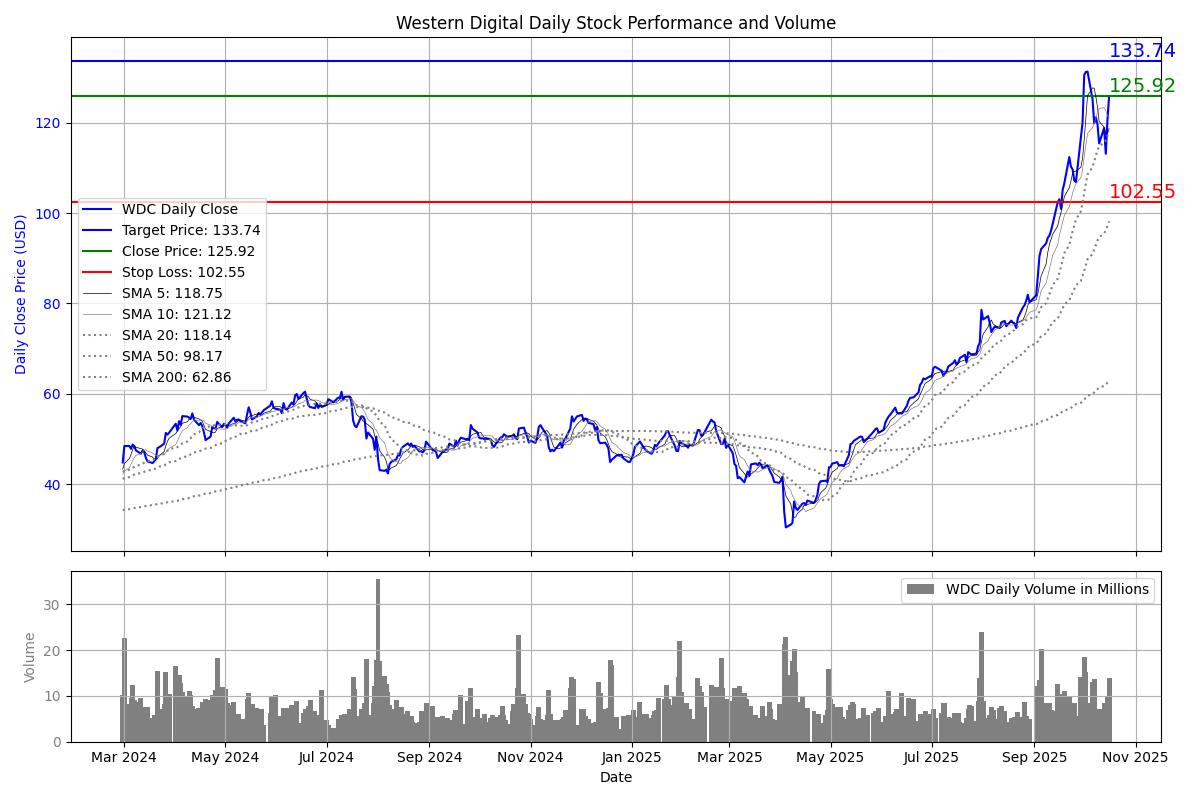 Western Digital Daily Stock Performance and Volume
133.74
125.92
120
102.55
100
80
60
40
Daily Close Price (USD)
WDC Daily Close
Target Price: 133.74
Close Price: 125.92
Stop Loss: 102.55
SMA 5: 118.75
SMA 10: 121.12
SMA 20: 118.14
SMA 50: 98.17
SMA 200: 62.86
WDC Daily Volume in Millions
30
20
10
0
Volume
Mar 2024
May 2024
Jul 2024
Sep 2024
Nov 2024
Jan 2025
Mar 2025
May 2025
Jul 2025
Sep 2025
Nov 2025
Date